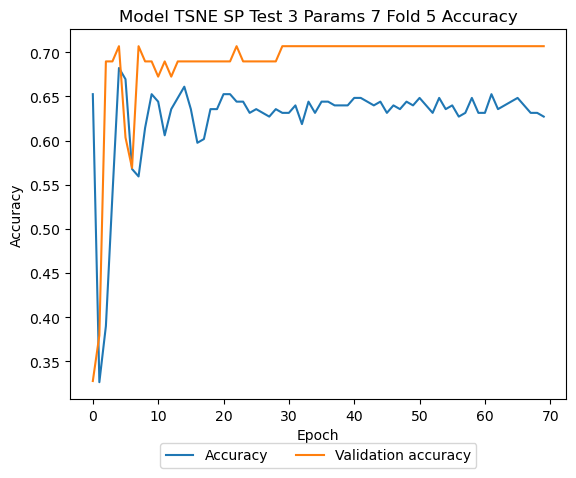 Model TSNE SP Test 3 Params 7 Fold 5 Accuracy
Accuracy
0.70
0.65
0.60
0.55
0.50
0.45
0.40
0.35
0 10 20 30 40 50 60 70
Epoch
Accuracy Validation accuracy